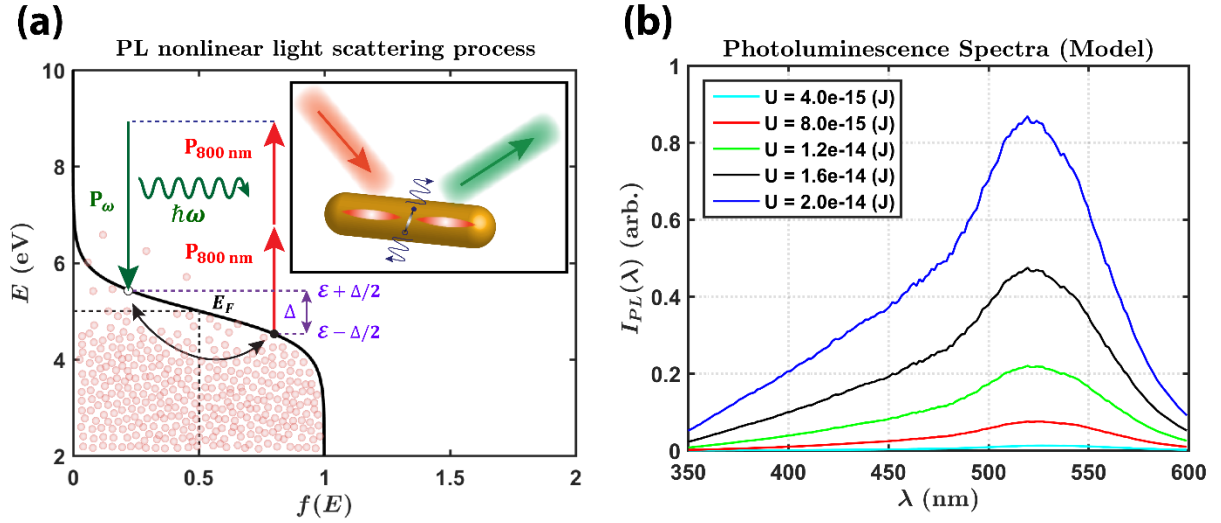 (a)
PL nonlinear light scattering process
E (eV)
10
8
6
4
2
0
0.5
1
1.5
2
f(E)
P800 nm
P800 nm
Pω
ℏω
E_F
Δ
ℰ + Δ/2
ℰ − Δ/2
(b)
Photoluminescence Spectra (Model)
I_PL(λ) (arb.)
1
0.8
0.6
0.4
0.2
0
U = 4.0e-15 (J)
U = 8.0e-15 (J)
U = 1.2e-14 (J)
U = 1.6e-14 (J)
U = 2.0e-14 (J)
350
400
450
500
550
600
λ (nm)